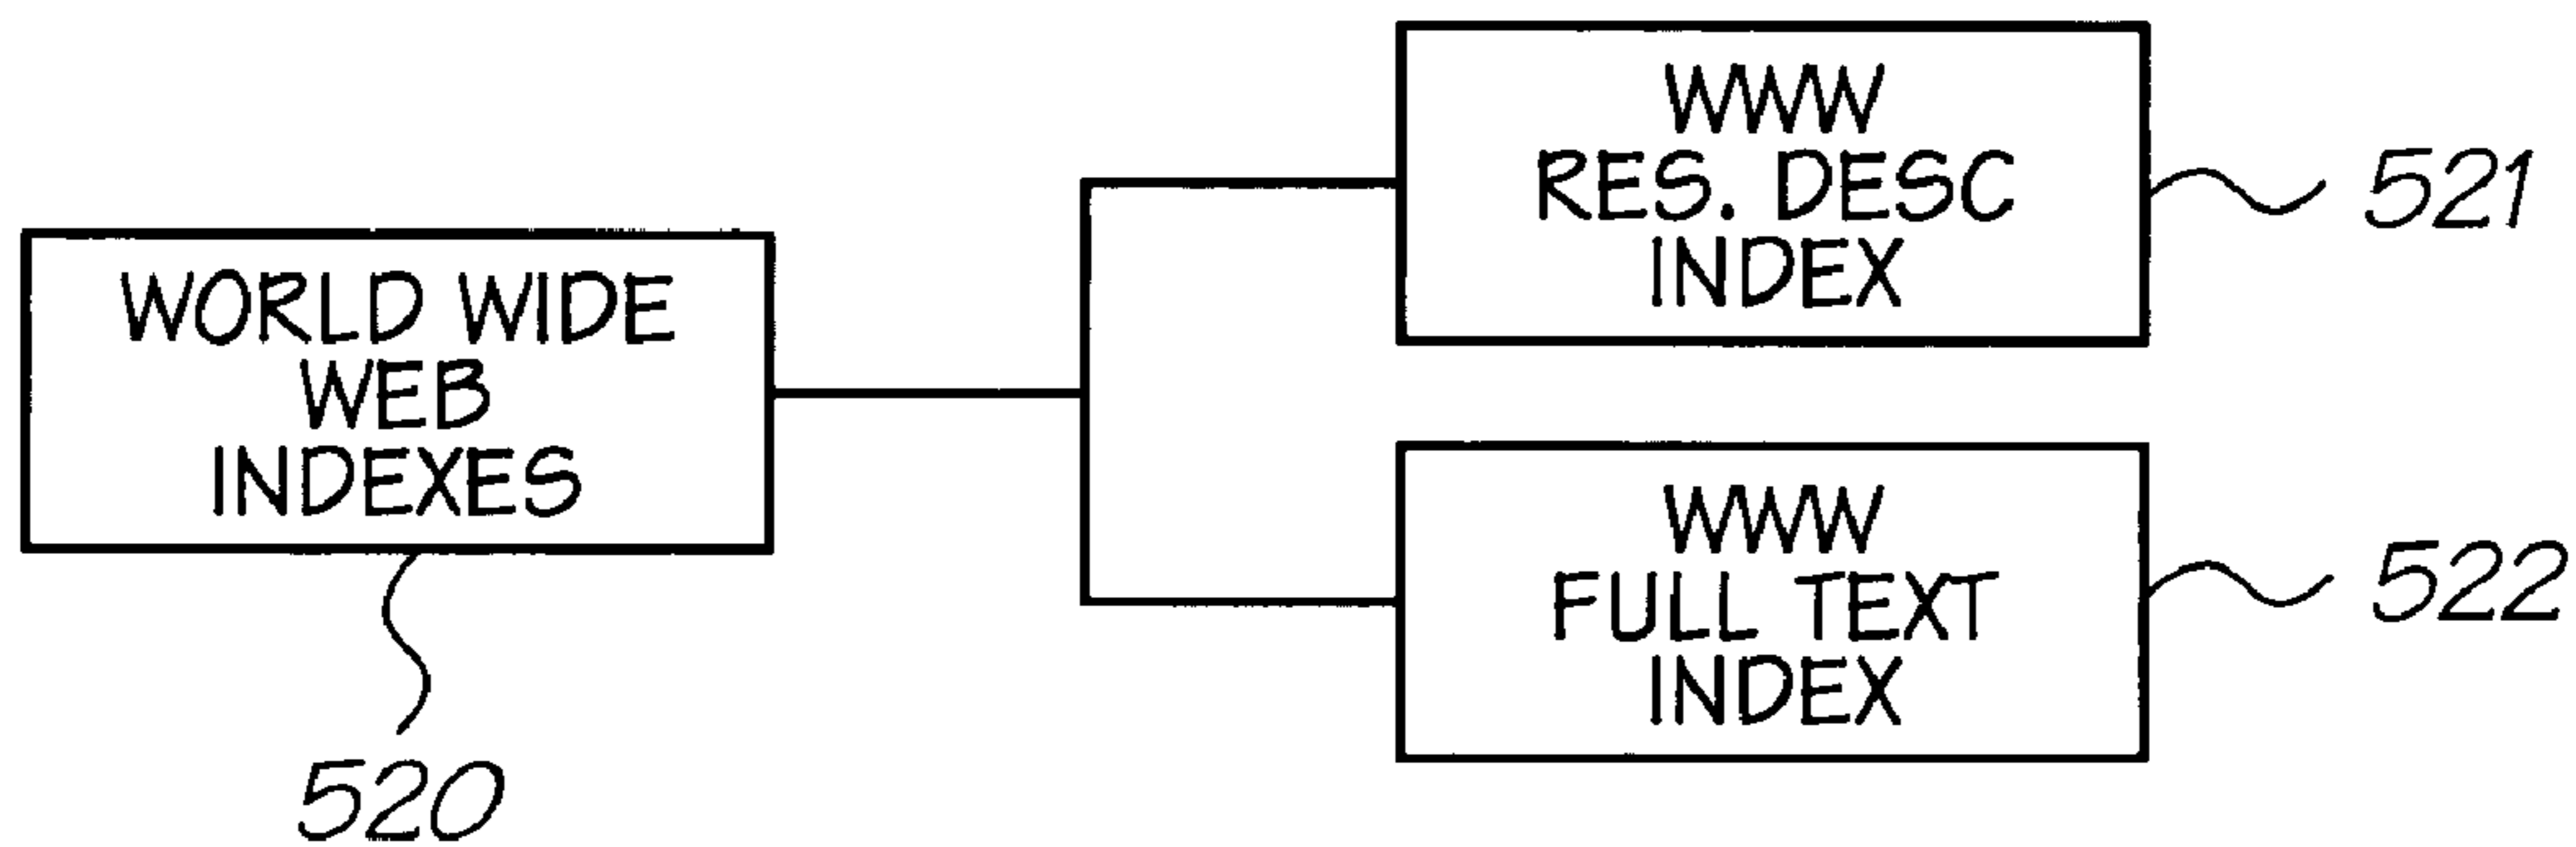 WORLD WIDE
WEB
INDEXES
520
WWW
RES. DESC
INDEX
521
WWW
FULL TEXT
INDEX
522